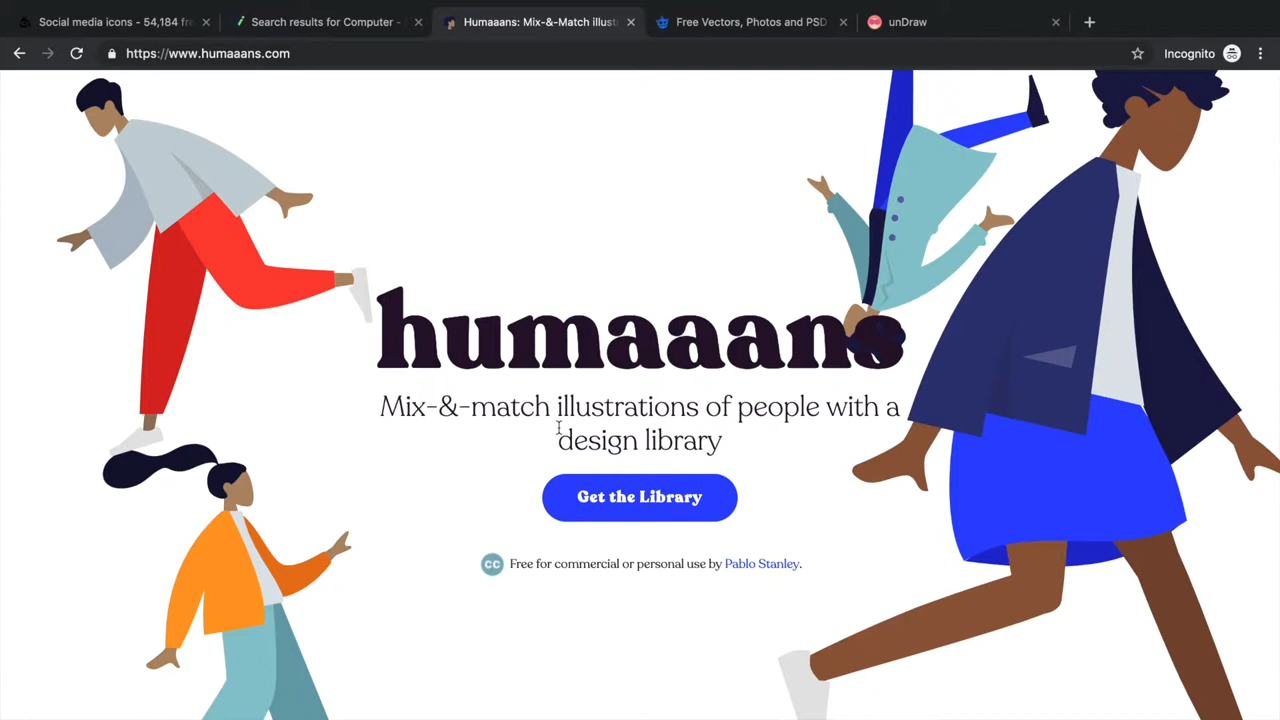 Social media icons - 54,184 free
Search results for Computer -
Humaaans: Mix-&-Match illust
Free Vectors, Photos and PSD
unDraw
https://www.humaaans.com
Incognito
humaaans
Mix-&-match illustrations of people with a
design library
Get the Library
CC Free for commercial or personal use by Pablo Stanley.